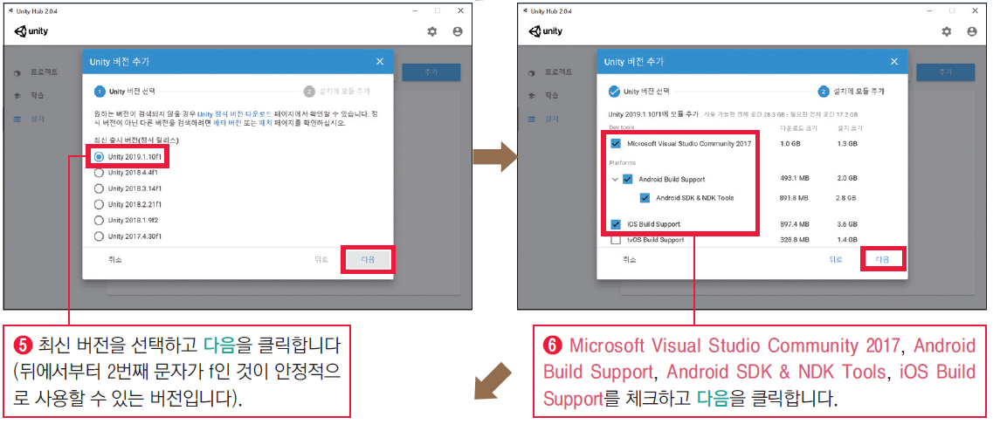 Unity Hub 2.0.4
unity
프로젝트
학습
설치
추가
Unity 버전 추가
1 Unity 버전 선택
2 설치에 모듈 추가
원하는 버전이 검색되지 않을 경우 Unity 정식 버전 다운로드 페이지에서 확인할 수 있습니다. 정
식 버전이 아닌 다른 버전을 검색하려면 베타 버전 또는 패치 페이지를 확인하십시오.
최신 출시 버전(정식 릴리스)
Unity 2019.1.10f1
Unity 2018.4.4f1
Unity 2018.3.14f1
Unity 2018.2.21f1
Unity 2018.1.9f2
Unity 2017.4.30f1
취소
뒤로
다음
❺ 최신 버전을 선택하고 다음을 클릭합니다
(뒤에서부터 2번째 문자가 f인 것이 안정적으
로 사용할 수 있는 버전입니다).
Unity Hub 2.0.4
unity
프로젝트
학습
설치
추가
Unity 버전 추가
Unity 버전 선택
2 설치에 모듈 추가
Unity 2019.1.10f1에 모듈 추가 : 사용 가능한 전체 공간 28.3 GB - 필요한 전체 공간 17.2 GB
Dev tools 다운로드 크기 설치 크기
Microsoft Visual Studio Community 2017 1.0 GB 1.3 GB
Platforms
Android Build Support 493.1 MB 2.0 GB
Android SDK & NDK Tools 891.8 MB 2.8 GB
iOS Build Support 897.4 MB 3.6 GB
tvOS Build Support 328.8 MB 1.4 GB
취소
뒤로
다음
❻ Microsoft Visual Studio Community 2017, Android
Build Support, Android SDK & NDK Tools, iOS Build
Support를 체크하고 다음을 클릭합니다.